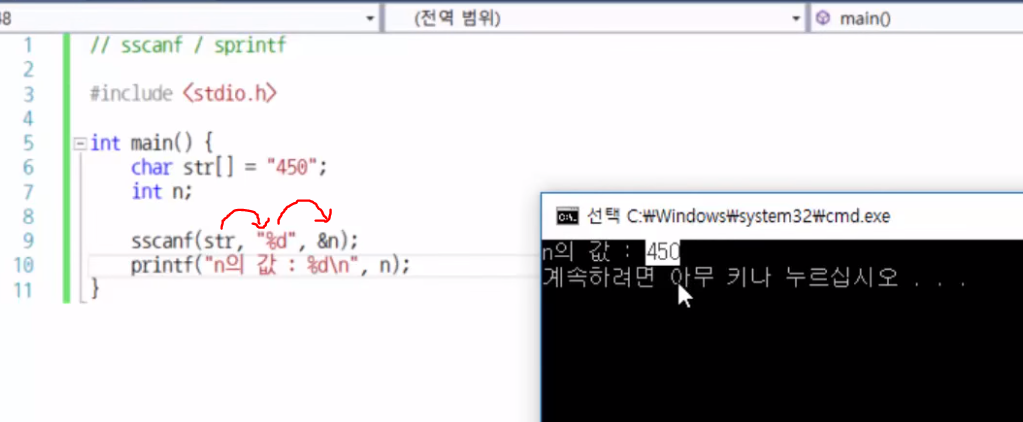 48
(전역 범위)
main()
1 // sscanf / sprintf
2
3 #include <stdio.h>
4
5 int main() {
6 char str[] = "450";
7 int n;
8
9 sscanf(str, "%d", &n);
10 printf("n의 값 : %d\n", n);
11 }
선택 C:₩Windows₩system32₩cmd.exe
n의 값 : 450
계속하려면 아무 키나 누르십시오 . . .